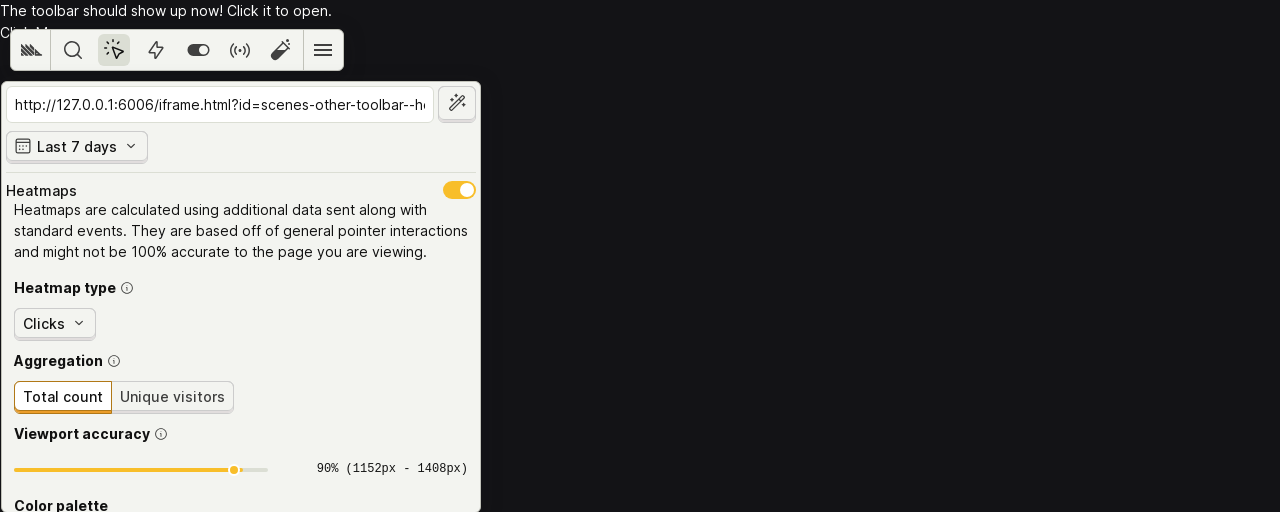 The toolbar should show up now! Click it to open.
http://127.0.0.1:6006/iframe.html?id=scenes-other-toolbar--he
Last 7 days
Heatmaps
Heatmaps are calculated using additional data sent along with
standard events. They are based off of general pointer interactions
and might not be 100% accurate to the page you are viewing.
Heatmap type
Clicks
Aggregation
Total count Unique visitors
Viewport accuracy
90% (1152px - 1408px)
Color palette